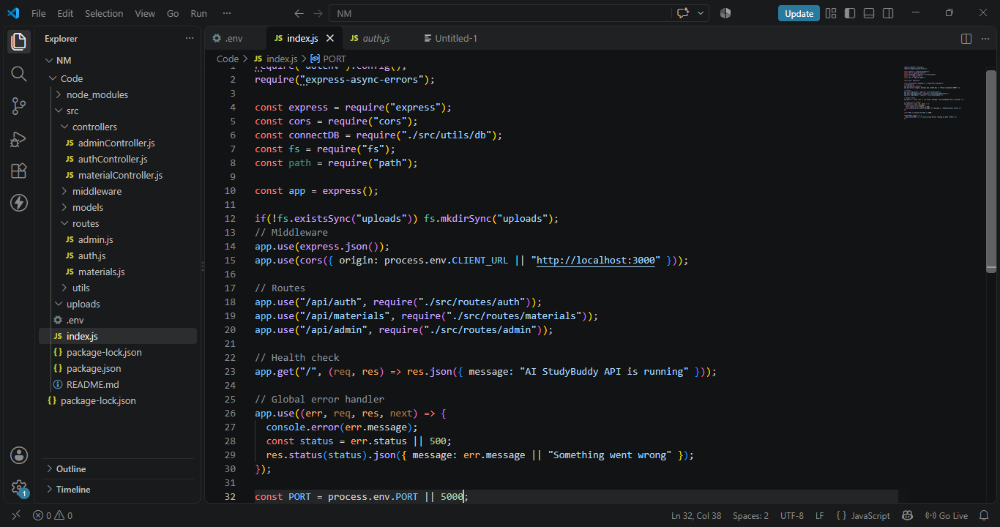 File Edit Selection View Go Run ··· NM Update
Explorer ···
NM
Code
node_modules
src
controllers
JS adminController.js
JS authController.js
JS materialController.js
middleware
models
routes
JS admin.js
JS auth.js
JS materials.js
utils
uploads
.env
JS index.js
{} package-lock.json
{} package.json
README.md
{} package-lock.json
Outline
Timeline
1
.env JS index.js JS auth.js Untitled-1 ···
Code > JS index.js > PORT
1 require("dotenv").config();
2 require("express-async-errors");
3
4 const express = require("express");
5 const cors = require("cors");
6 const connectDB = require("./src/utils/db");
7 const fs = require("fs");
8 const path = require("path");
9
10 const app = express();
11
12 if(!fs.existsSync("uploads")) fs.mkdirSync("uploads");
13 // Middleware
14 app.use(express.json());
15 app.use(cors({ origin: process.env.CLIENT_URL || "http://localhost:3000" }));
16
17 // Routes
18 app.use("/api/auth", require("./src/routes/auth"));
19 app.use("/api/materials", require("./src/routes/materials"));
20 app.use("/api/admin", require("./src/routes/admin"));
21
22 // Health check
23 app.get("/", (req, res) => res.json({ message: "AI StudyBuddy API is running" }));
24
25 // Global error handler
26 app.use((err, req, res, next) => {
27 console.error(err.message);
28 const status = err.status || 500;
29 res.status(status).json({ message: err.message || "Something went wrong" });
30 });
31
32 const PORT = process.env.PORT || 5000;
0 0 Ln 32, Col 38 Spaces: 2 UTF-8 LF {} JavaScript Go Live